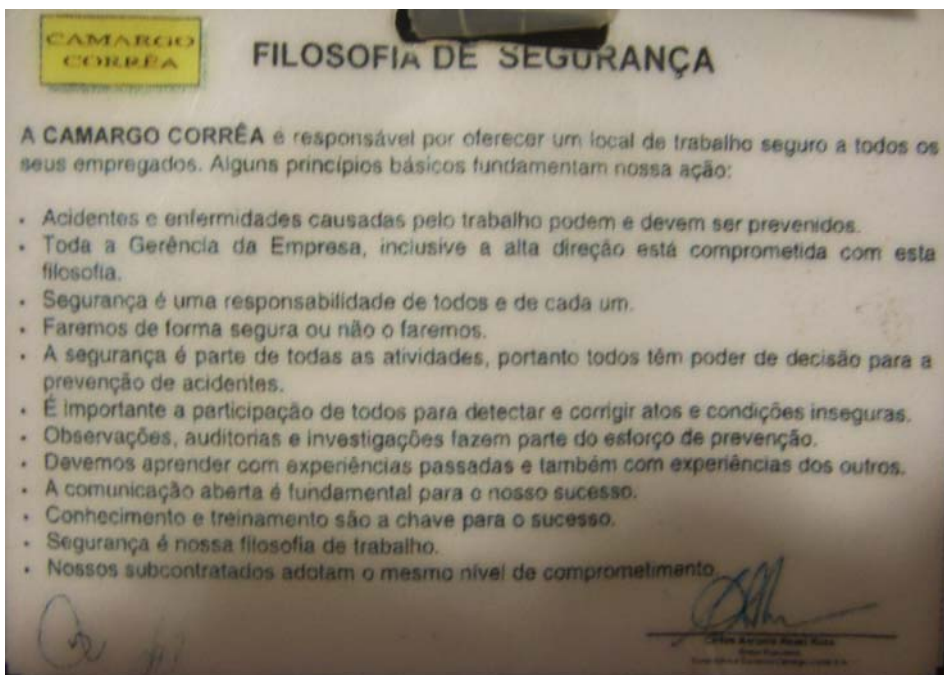 CAMARGO
CORRÊA
FILOSOFIA DE SEGURANÇA
A CAMARGO CORRÊA é responsável por oferecer um local de trabalho seguro a todos os
seus empregados. Alguns princípios básicos fundamentam nossa ação:
• Acidentes e enfermidades causadas pelo trabalho podem e devem ser prevenidos.
• Toda a Gerência da Empresa, inclusive a alta direção está comprometida com esta
filosofia.
• Segurança é uma responsabilidade de todos e de cada um.
• Faremos de forma segura ou não o faremos.
• A segurança é parte de todas as atividades, portanto todos têm poder de decisão para a
prevenção de acidentes.
• É importante a participação de todos para detectar e corrigir atos e condições inseguras.
• Observações, auditorias e investigações fazem parte do esforço de prevenção.
• Devemos aprender com experiências passadas e também com experiências dos outros.
• A comunicação aberta é fundamental para o nosso sucesso.
• Conhecimento e treinamento são a chave para o sucesso.
• Segurança é nossa filosofia de trabalho.
• Nossos subcontratados adotam o mesmo nível de comprometimento.